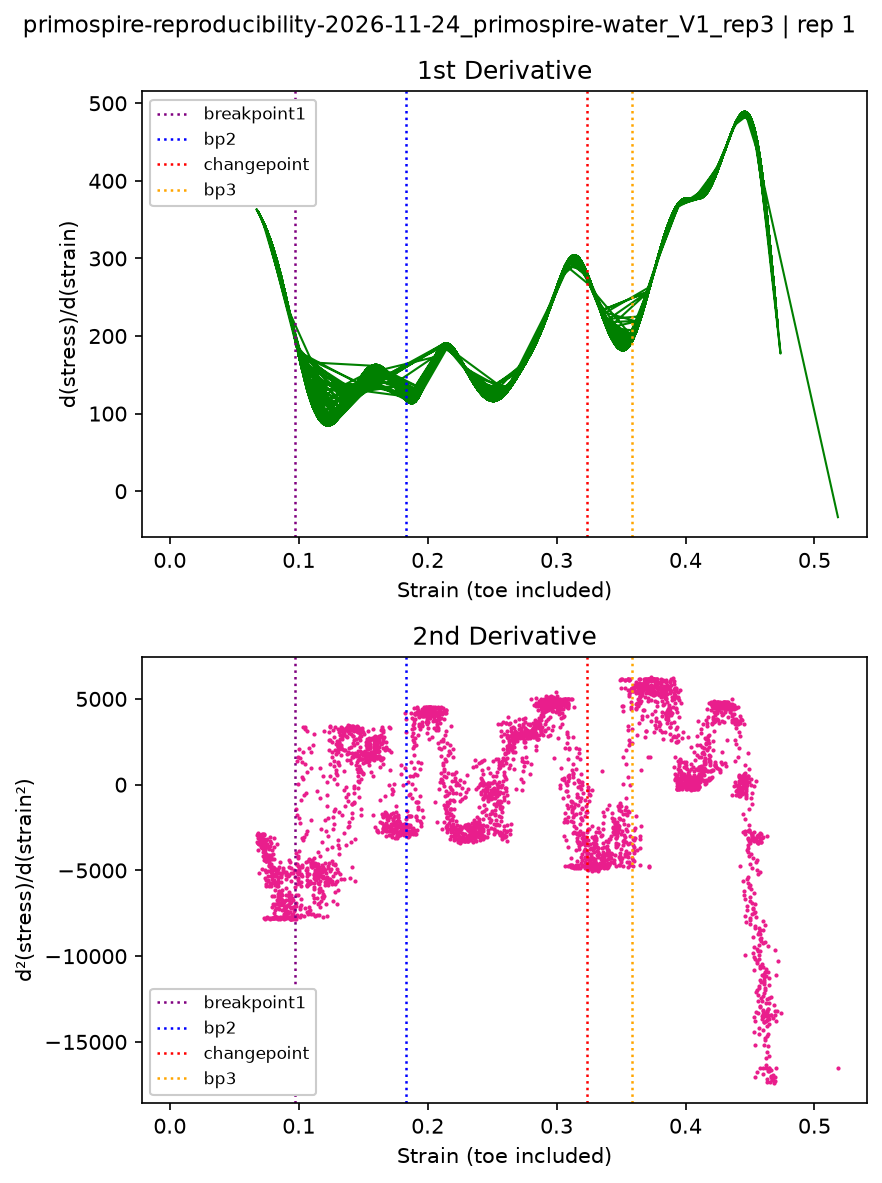 primospire-reproducibility-2026-11-24_primospire-water_V1_rep3 | rep 1
1st Derivative
breakpoint1
bp2
changepoint
bp3
d(stress)/d(strain)
500
400
300
200
100
0
0.0 0.1 0.2 0.3 0.4 0.5
Strain (toe included)
2nd Derivative
d²(stress)/d(strain²)
5000
0
−5000
−10000
−15000
breakpoint1
bp2
changepoint
bp3
0.0 0.1 0.2 0.3 0.4 0.5
Strain (toe included)